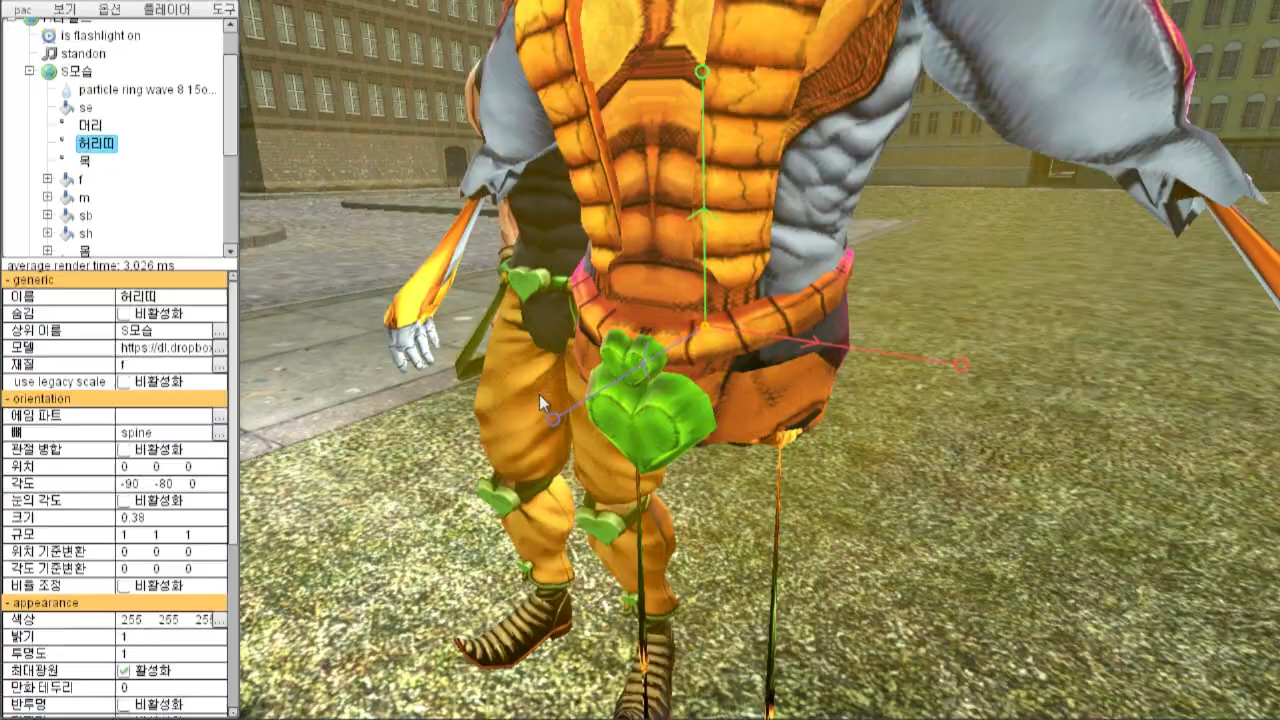 pac 보기 옵션 플레이어 도구
is flashlight on
standon
S모습
particle ring wave 8 15o...
se
머리
허리띠
목
f
m
sb
sh
몸
average render time: 3.026 ms
- generic
이름 허리띠
숨김 비활성화
상위 이름 S모습 ...
모델 https://dl.dropbox ...
재질 f ...
use legacy scale 비활성화
- orientation
에임 파트 ...
뼈 spine ...
관절 병합 비활성화
위치 0 0 0
각도 -90 -80 0
눈의 각도 비활성화
크기 0.38
규모 1 1 1
위치 기준변환 0 0 0
각도 기준변환 0 0 0
비율 조정 비활성화
- appearance
색상 255 255 255 ...
밝기 1
투명도 1
최대광원 활성화
만화 테두리 0
반투명 비활성화